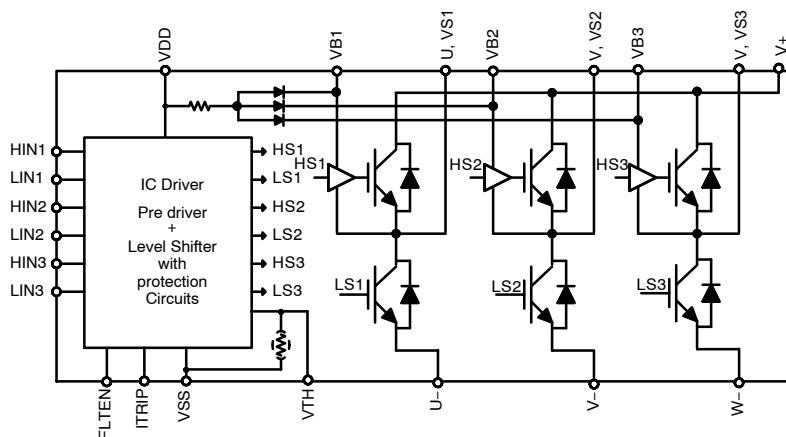 VDD
VB1
U, VS1
VB2
V, VS2
VB3
V, VS3
V+
HIN1
LIN1
HIN2
LIN2
HIN3
LIN3
IC Driver
Pre driver
+
Level Shifter
with
protection
Circuits
HS1
LS1
HS2
LS2
HS3
LS3
HS1
HS2
HS3
LS1
LS2
LS3
FLTEN
ITRIP
VSS
VTH
U−
V−
W−